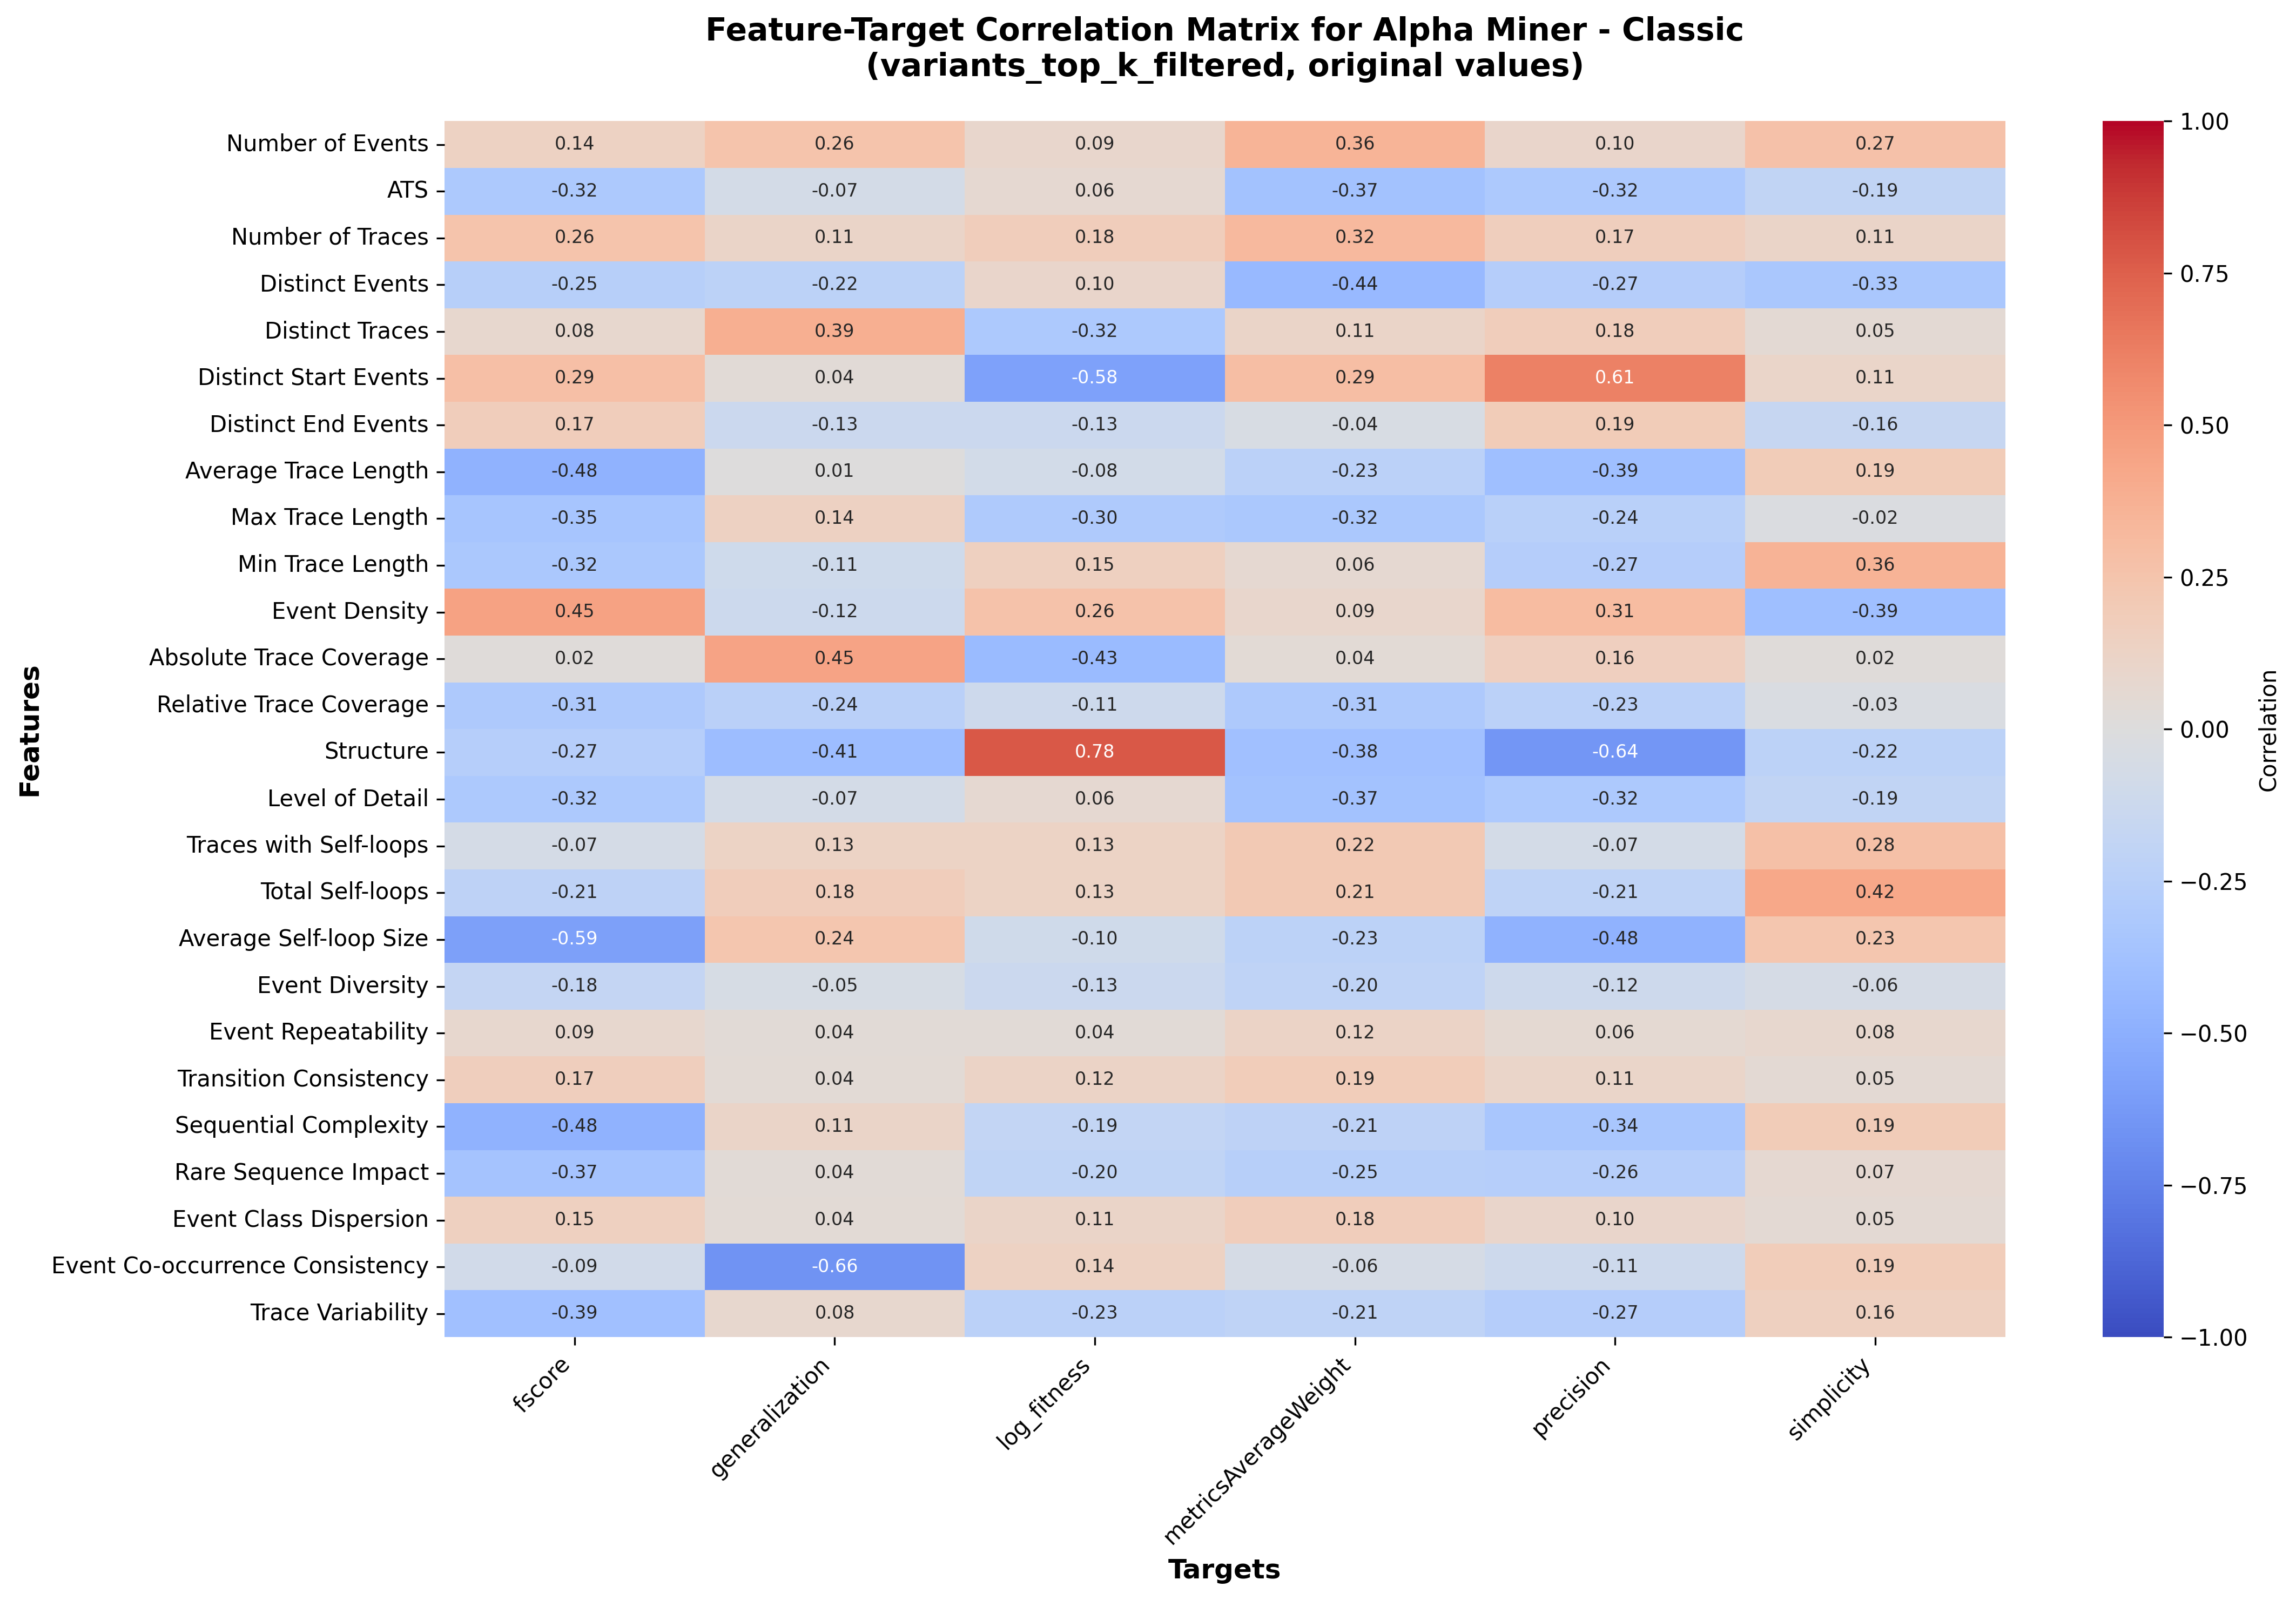 Feature-Target Correlation Matrix for Alpha Miner - Classic
(variants_top_k_filtered, original values)
Features
Number of Events 0.14 0.26 0.09 0.36 0.10 0.27
ATS -0.32 -0.07 0.06 -0.37 -0.32 -0.19
Number of Traces 0.26 0.11 0.18 0.32 0.17 0.11
Distinct Events -0.25 -0.22 0.10 -0.44 -0.27 -0.33
Distinct Traces 0.08 0.39 -0.32 0.11 0.18 0.05
Distinct Start Events 0.29 0.04 -0.58 0.29 0.61 0.11
Distinct End Events 0.17 -0.13 -0.13 -0.04 0.19 -0.16
Average Trace Length -0.48 0.01 -0.08 -0.23 -0.39 0.19
Max Trace Length -0.35 0.14 -0.30 -0.32 -0.24 -0.02
Min Trace Length -0.32 -0.11 0.15 0.06 -0.27 0.36
Event Density 0.45 -0.12 0.26 0.09 0.31 -0.39
Absolute Trace Coverage 0.02 0.45 -0.43 0.04 0.16 0.02
Relative Trace Coverage -0.31 -0.24 -0.11 -0.31 -0.23 -0.03
Structure -0.27 -0.41 0.78 -0.38 -0.64 -0.22
Level of Detail -0.32 -0.07 0.06 -0.37 -0.32 -0.19
Traces with Self-loops -0.07 0.13 0.13 0.22 -0.07 0.28
Total Self-loops -0.21 0.18 0.13 0.21 -0.21 0.42
Average Self-loop Size -0.59 0.24 -0.10 -0.23 -0.48 0.23
Event Diversity -0.18 -0.05 -0.13 -0.20 -0.12 -0.06
Event Repeatability 0.09 0.04 0.04 0.12 0.06 0.08
Transition Consistency 0.17 0.04 0.12 0.19 0.11 0.05
Sequential Complexity -0.48 0.11 -0.19 -0.21 -0.34 0.19
Rare Sequence Impact -0.37 0.04 -0.20 -0.25 -0.26 0.07
Event Class Dispersion 0.15 0.04 0.11 0.18 0.10 0.05
Event Co-occurrence Consistency -0.09 -0.66 0.14 -0.06 -0.11 0.19
Trace Variability -0.39 0.08 -0.23 -0.21 -0.27 0.16
fscore generalization log_fitness metricsAverageWeight precision simplicity
Targets
1.00
0.75
0.50
0.25
0.00
−0.25
−0.50
−0.75
−1.00
Correlation